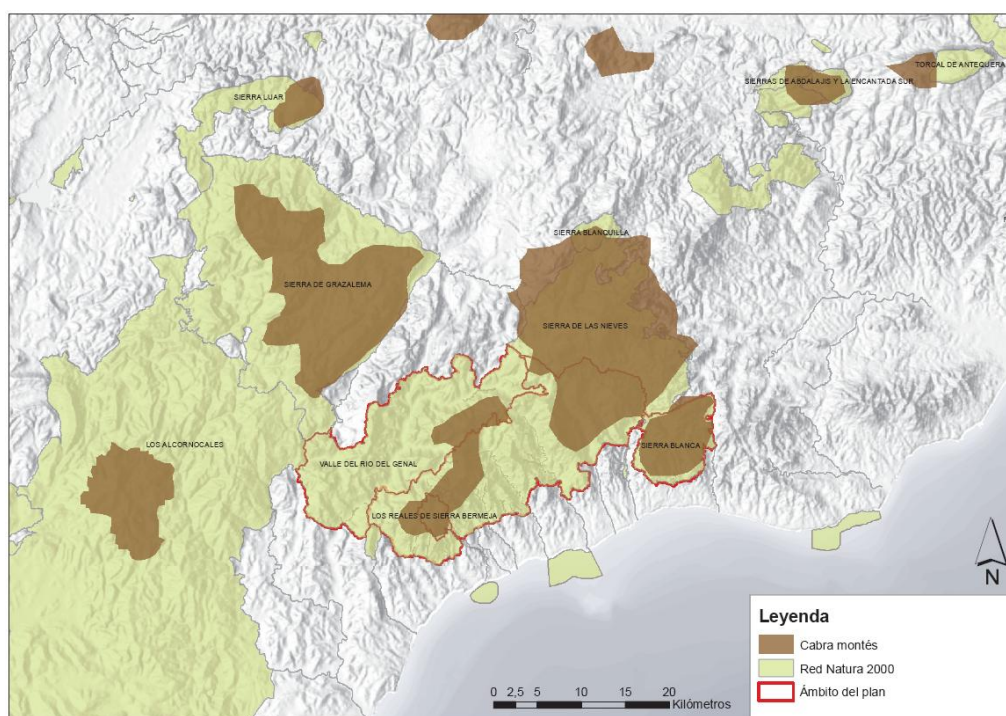 TORCAL DE ANTEQUERA
SIERRAS DE ABDALAJIS Y LA ENCANTADA SUR
SIERRA LIJAR
SIERRA BLANQUILLA
SIERRA DE GRAZALEMA
SIERRA DE LAS NIEVES
LOS ALCORNOCALES
SIERRA BLANCA
VALLE DEL RIO DEL GENAL
LOS REALES DE SIERRA BERMEJA
N
Leyenda
Cabra montés
Red Natura 2000
Ámbito del plan
0 2,5 5 10 15 20
Kilómetros